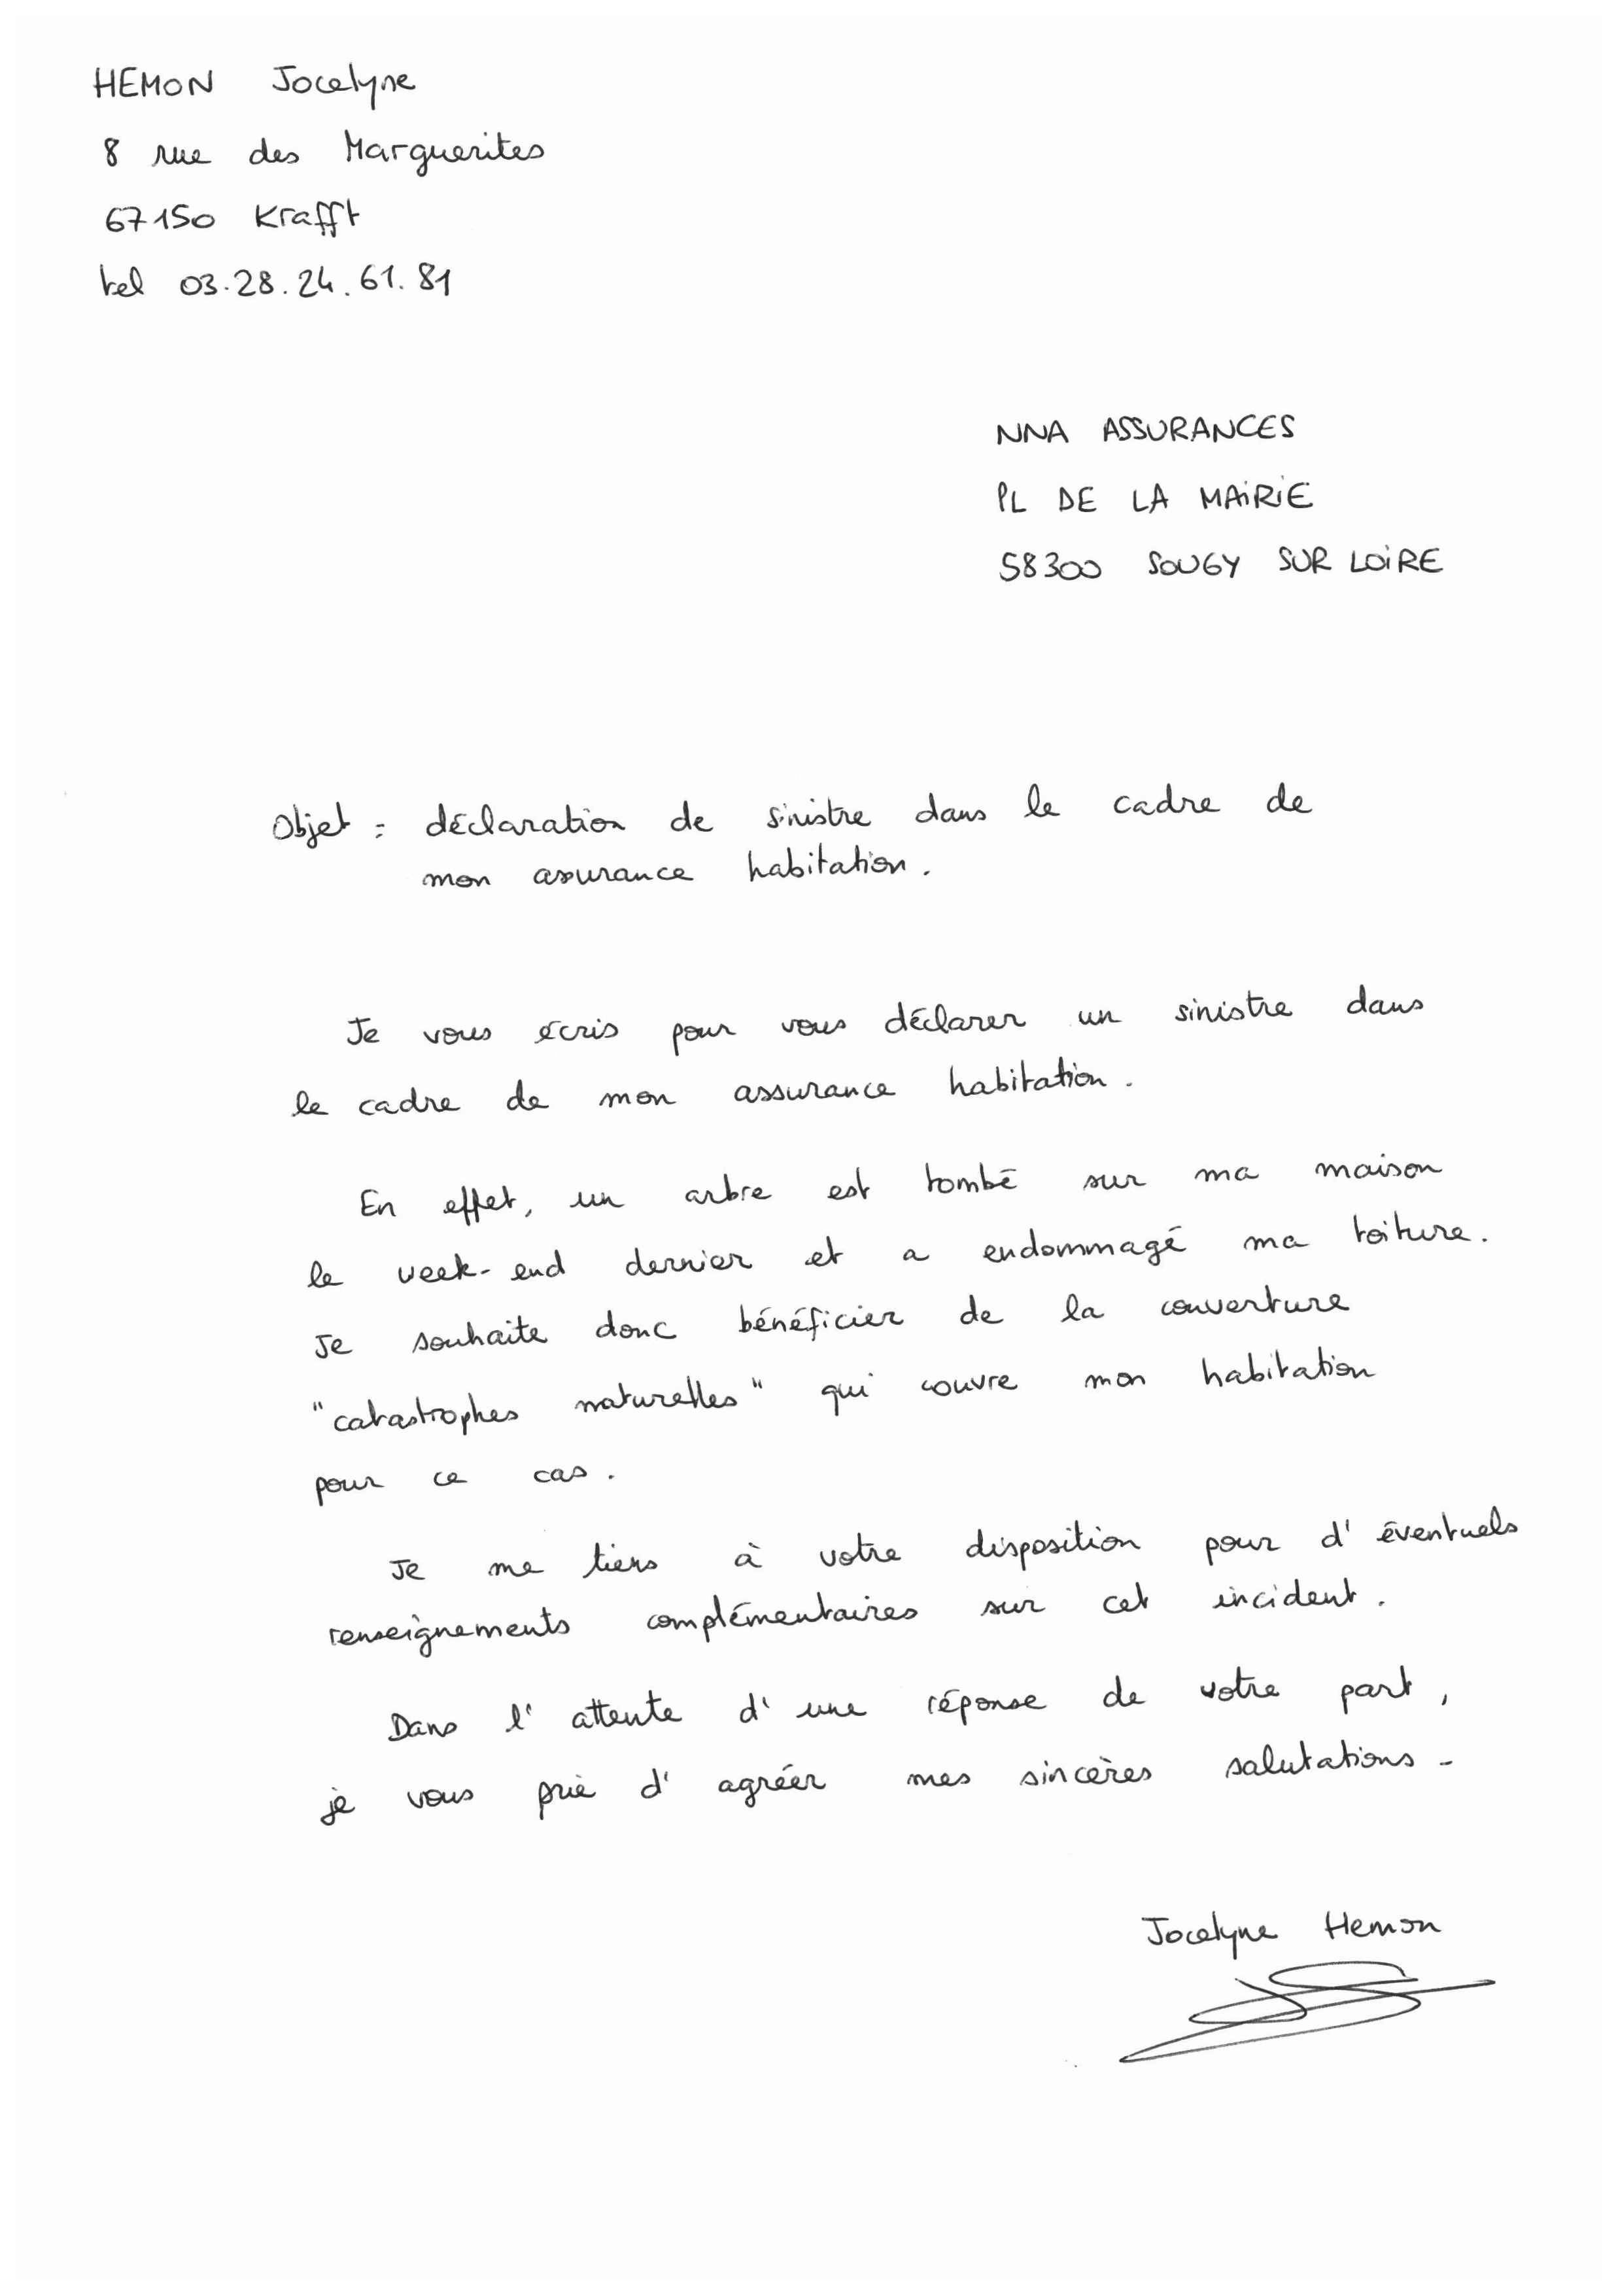 HEMON Jocelyne
8 rue des Marguerites
67150 Krafft
tel 03.28.24.61.81
NNA ASSURANCES
PL DE LA MAIRIE
58300 SOUGY SUR LOIRE
Objet : déclaration de sinistre dans le cadre de
mon assurance habitation.
Je vous écris pour vous déclarer un sinistre dans
le cadre de mon assurance habitation.
En effet, un arbre est tombé sur ma maison
le week-end dernier et a endommagé ma toiture.
Je souhaite donc bénéficier de la couverture
"catastrophes naturelles" qui couvre mon habitation
pour ce cas.
Je me tiens à votre disposition pour d'éventuels
renseignements complémentaires sur cet incident.
Dans l'attente d'une réponse de votre part,
je vous prie d'agréer mes sincères salutations -
Jocelyne Hemon